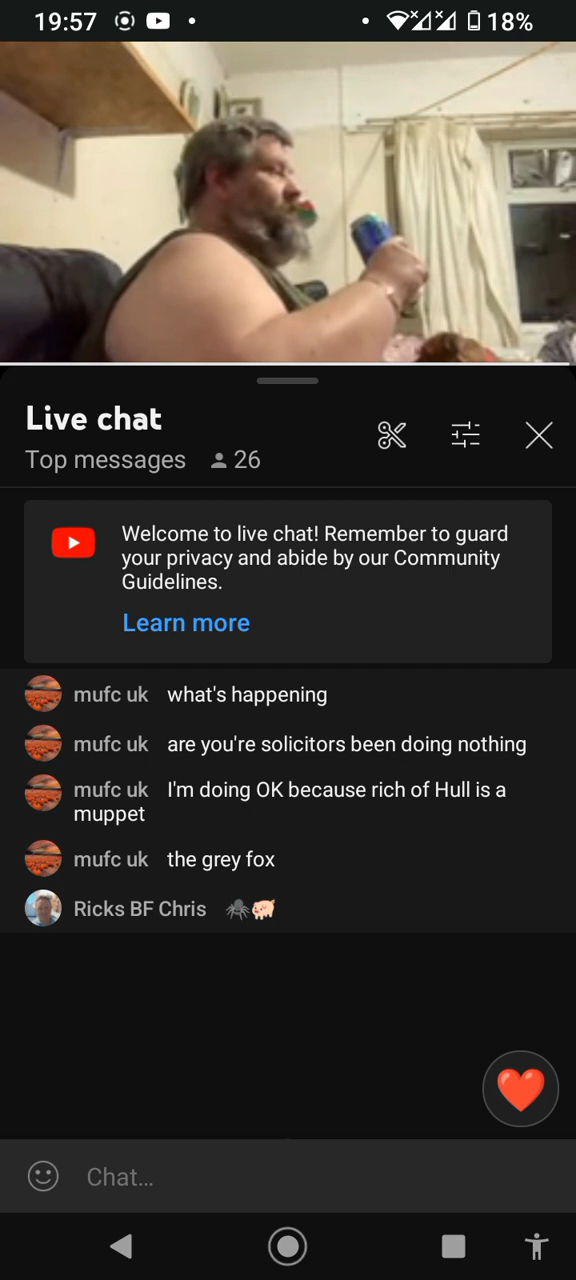 19:57
18%
Live chat
Top messages 26
Welcome to live chat! Remember to guard
your privacy and abide by our Community
Guidelines.
Learn more
mufc uk what's happening
mufc uk are you're solicitors been doing nothing
mufc uk I'm doing OK because rich of Hull is a
muppet
mufc uk the grey fox
Ricks BF Chris 🕷️🐖
Chat...